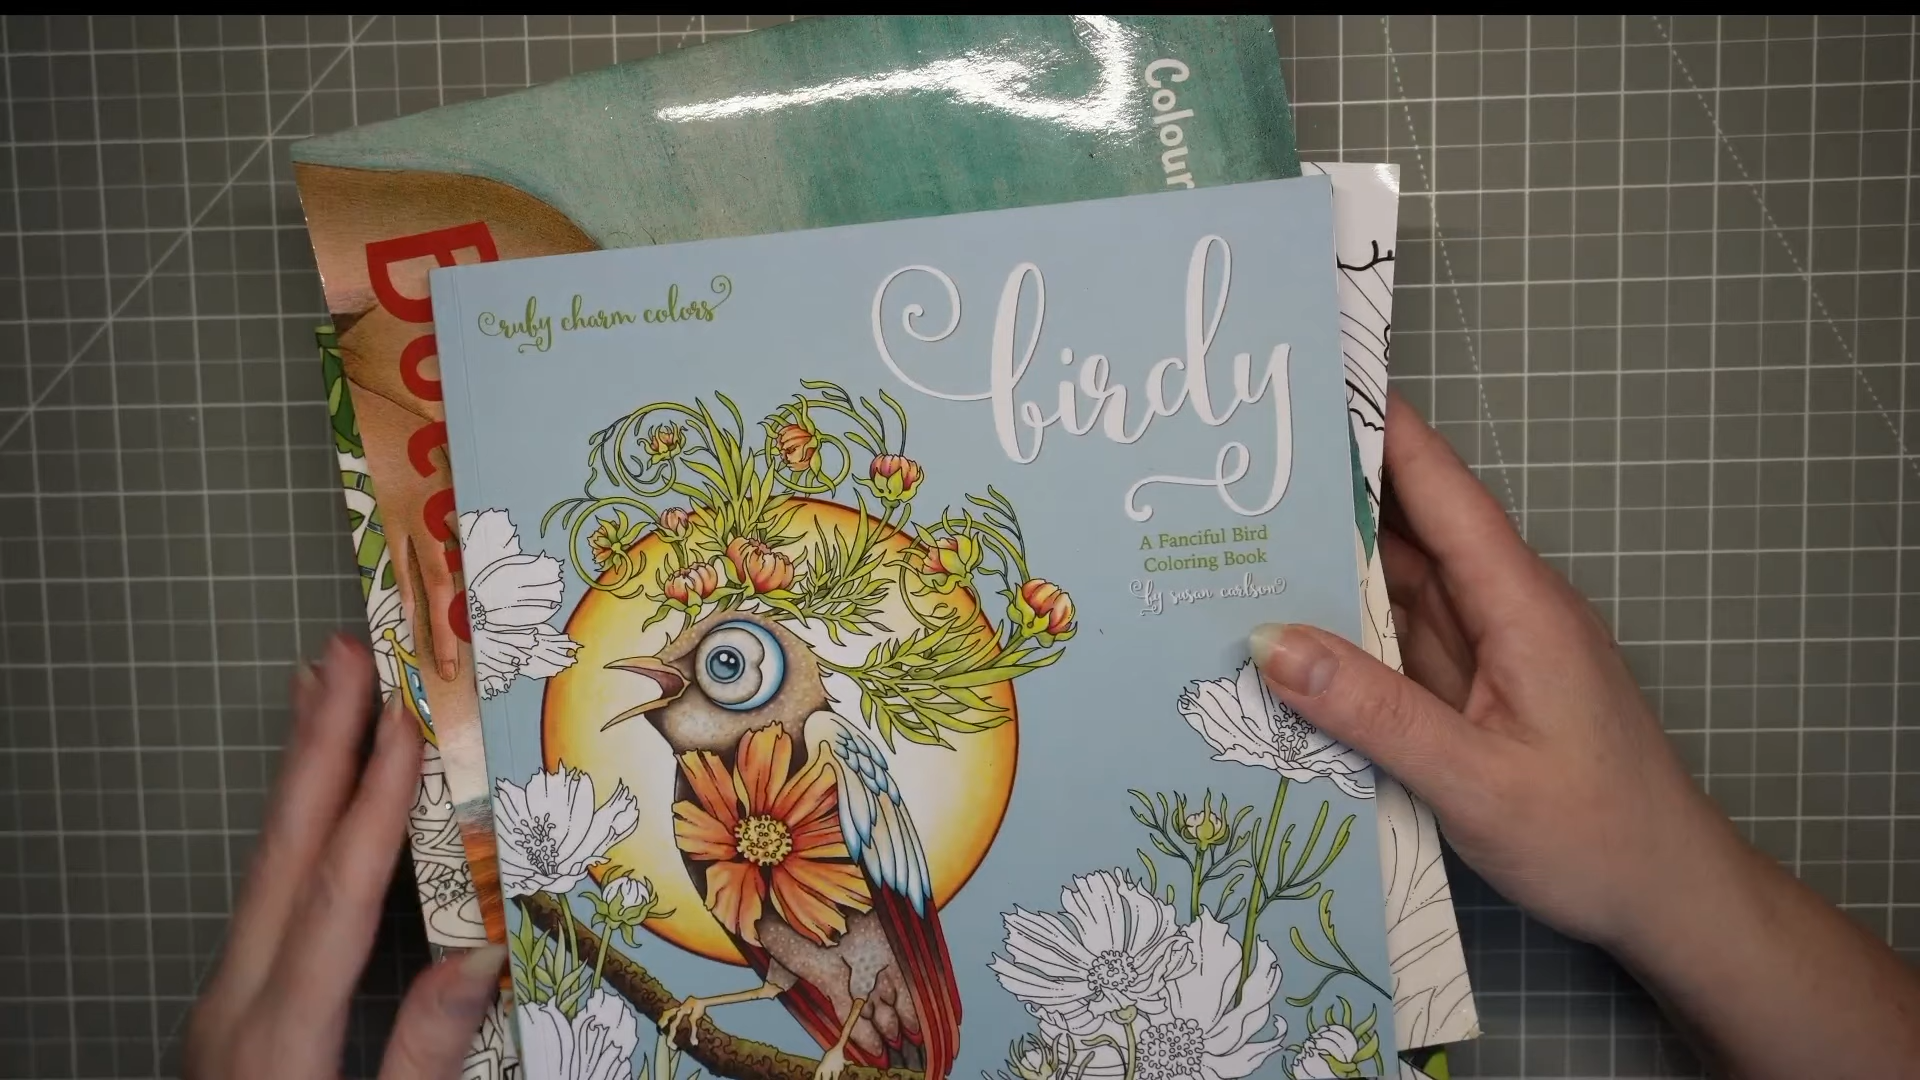 Colour
ruby charm colors
birdy
A Fanciful Bird
Coloring Book
by susan carlson